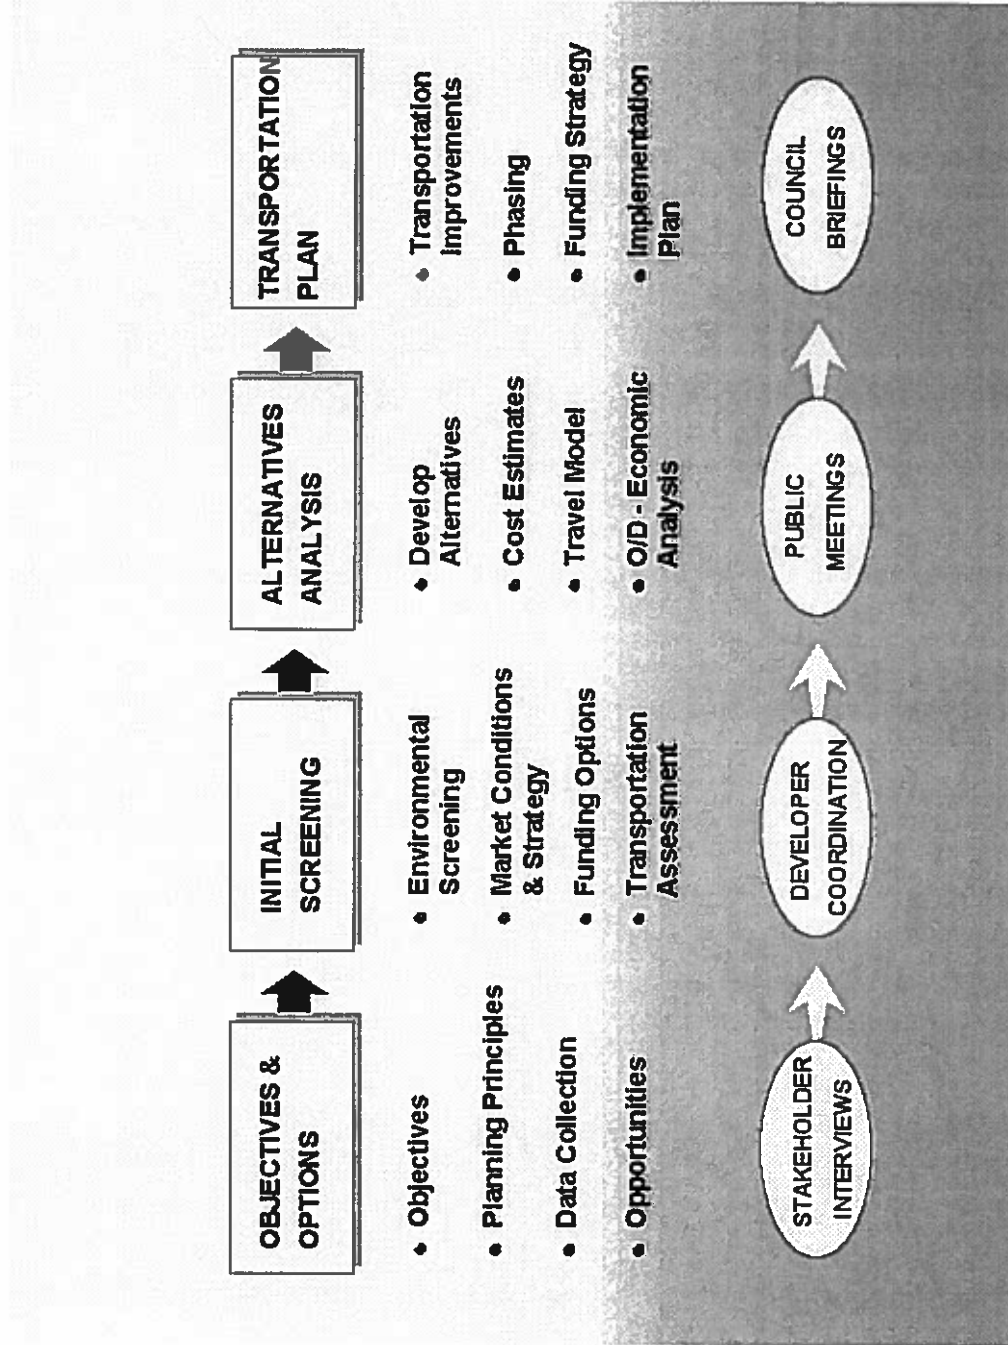 OBJECTIVES &
OPTIONS
• Objectives
• Planning Principles
• Data Collection
• Opportunities
INITIAL
SCREENING
• Environmental
Screening
• Market Conditions
& Strategy
• Funding Options
• Transportation
Assessment
ALTERNATIVES
ANALYSIS
• Develop
Alternatives
• Cost Estimates
• Travel Model
• O/D - Economic
Analysis
TRANSPORTATION
PLAN
• Transportation
Improvements
• Phasing
• Funding Strategy
• Implementation
Plan
STAKEHOLDER
INTERVIEWS
DEVELOPER
COORDINATION
PUBLIC
MEETINGS
COUNCIL
BRIEFINGS